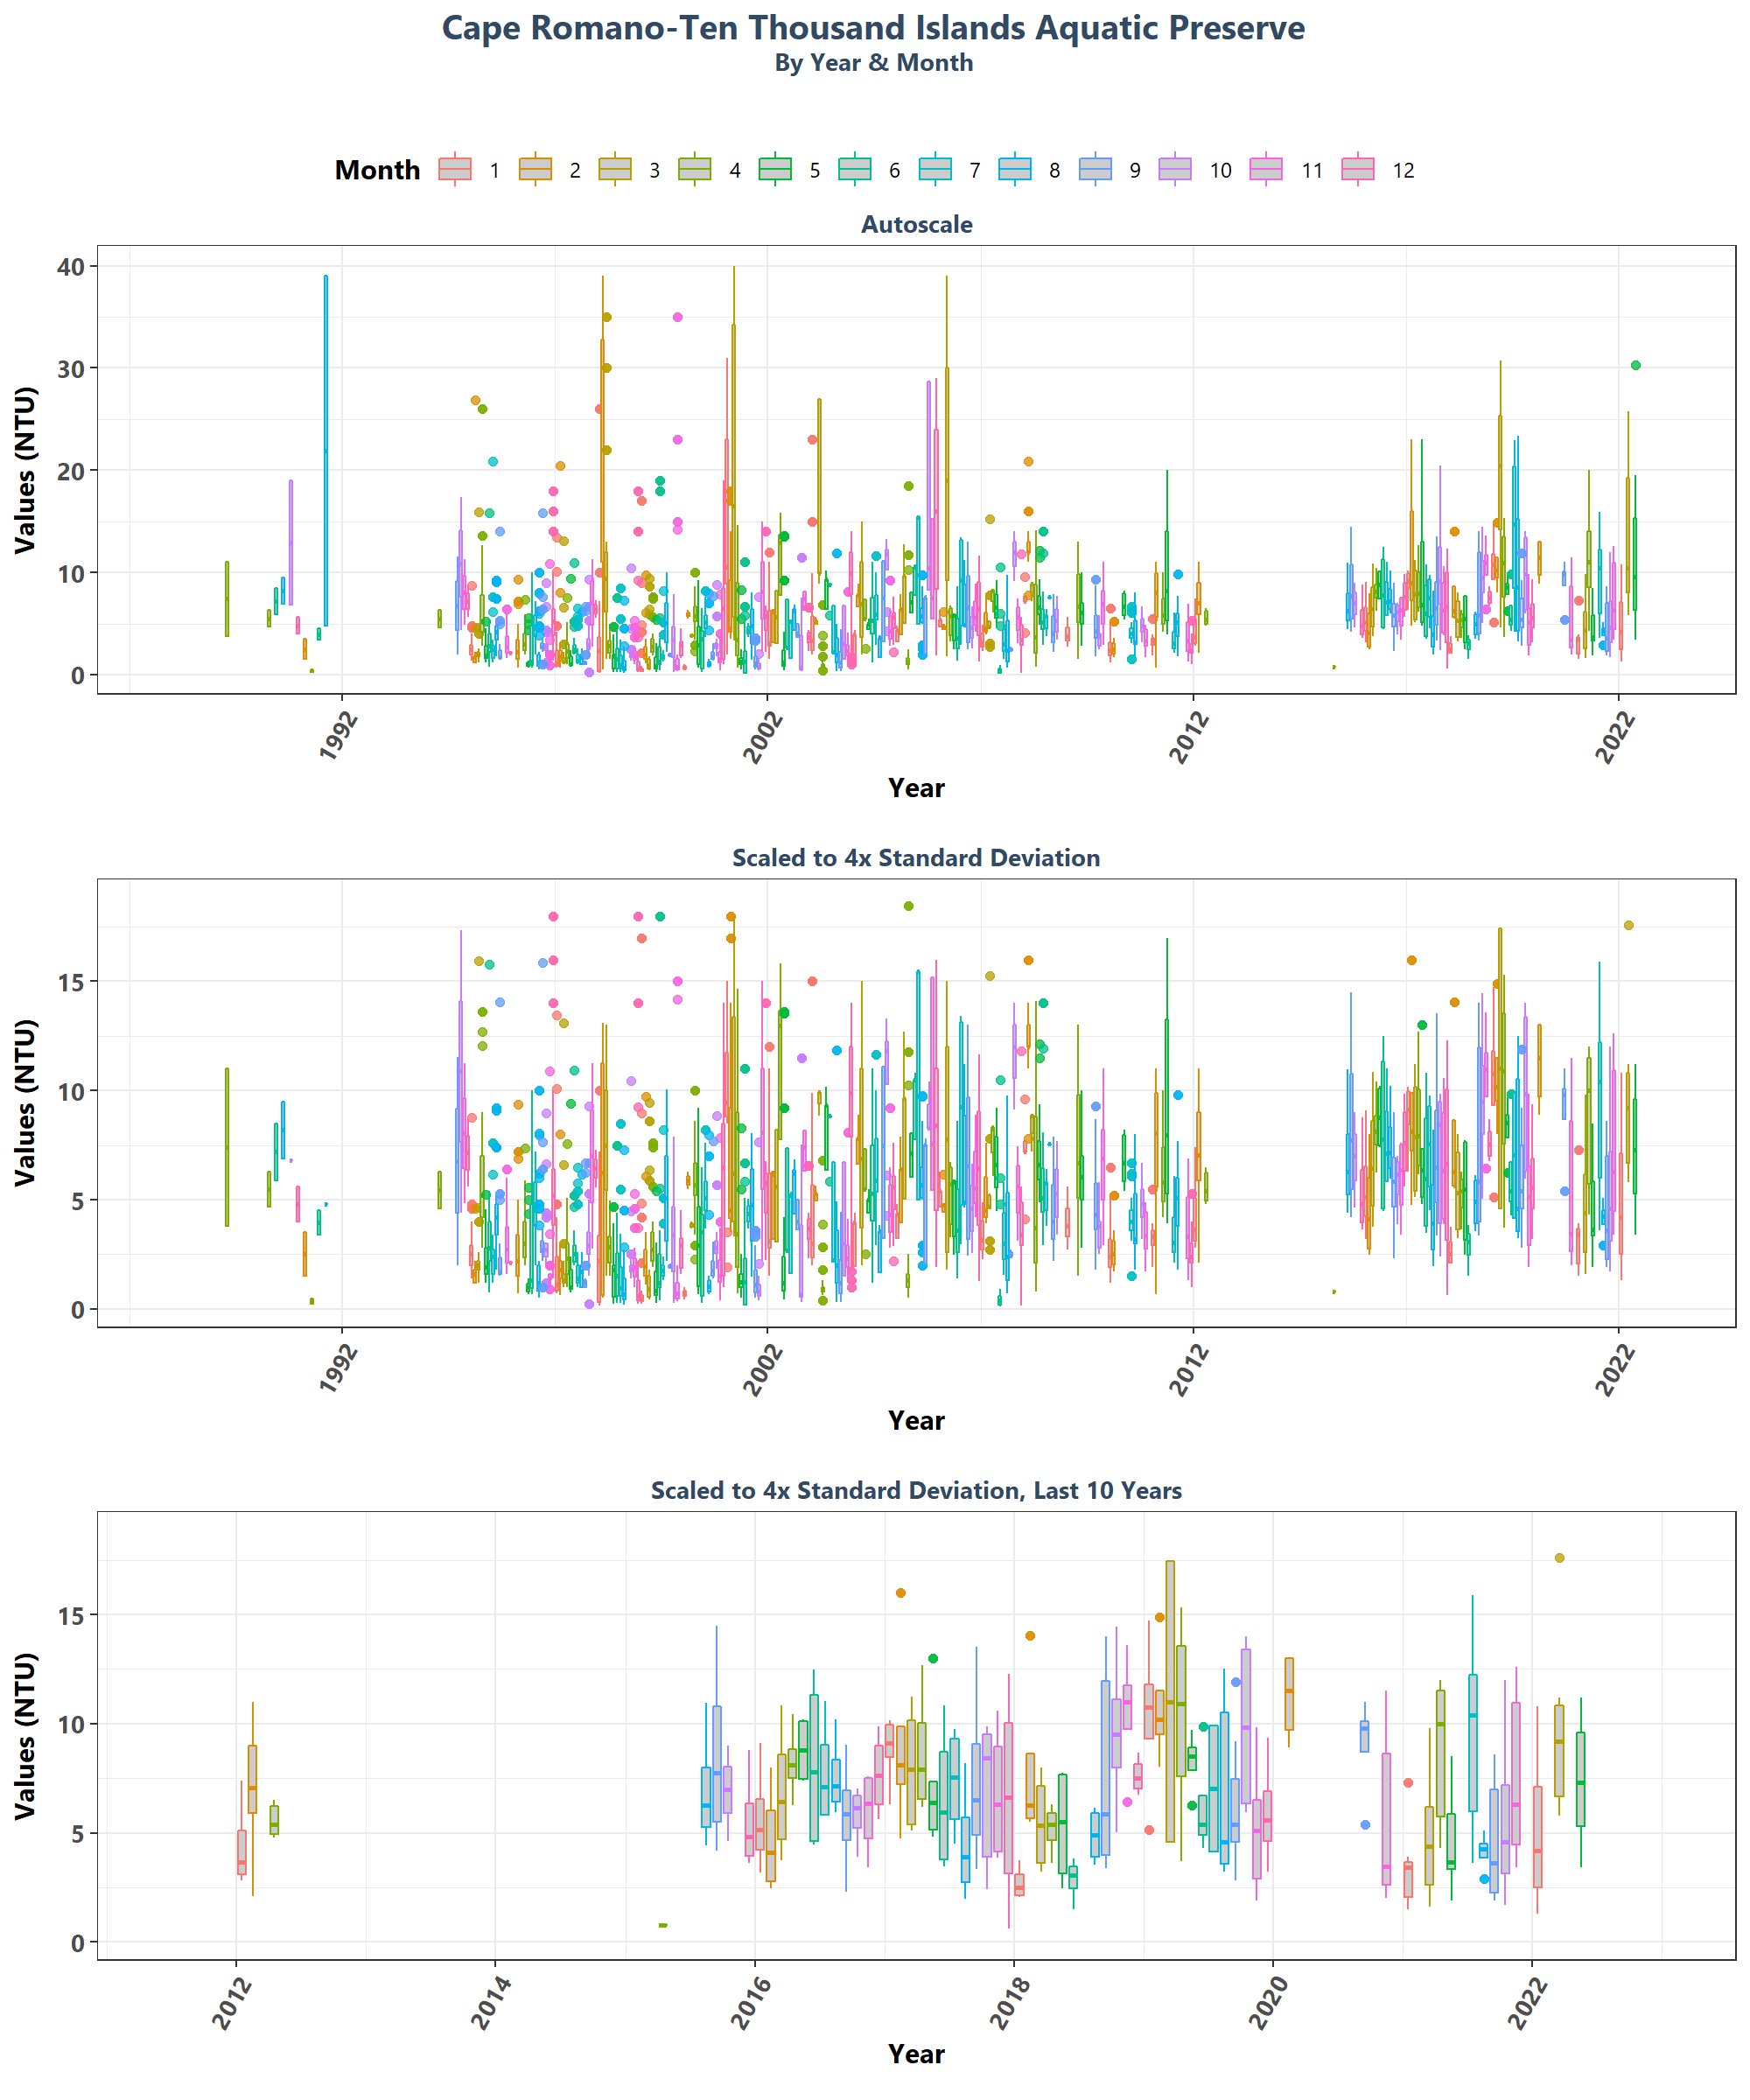 Cape Romano-Ten Thousand Islands Aquatic Preserve
By Year & Month
Month 1 2 3 4 5 6 7 8 9 10 11 12
Autoscale
Values (NTU)
40
30
20
10
0
1992 2002 2012 2022
Year
Scaled to 4x Standard Deviation
Values (NTU)
15
10
5
0
1992 2002 2012 2022
Year
Scaled to 4x Standard Deviation, Last 10 Years
Values (NTU)
15
10
5
0
2012 2014 2016 2018 2020 2022
Year